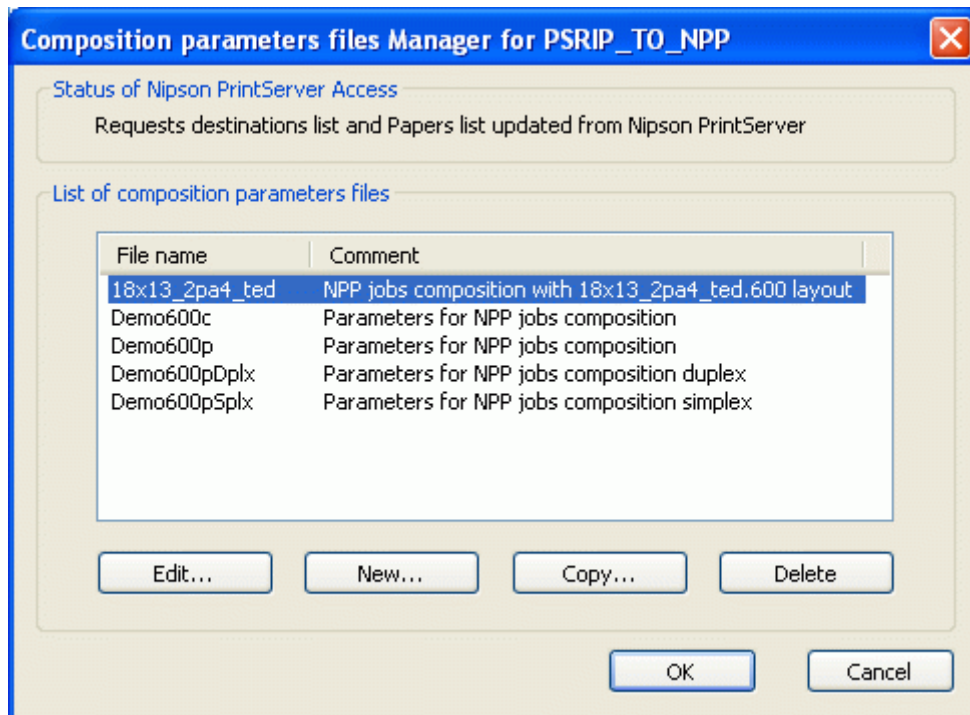 Composition parameters files Manager for PSRIP_TO_NPP
Status of Nipson PrintServer Access
Requests destinations list and Papers list updated from Nipson PrintServer
List of composition parameters files
File name Comment
18x13_2pa4_ted NPP jobs composition with 18x13_2pa4_ted.600 layout
Demo600c Parameters for NPP jobs composition
Demo600p Parameters for NPP jobs composition
Demo600pDplx Parameters for NPP jobs composition duplex
Demo600pSplx Parameters for NPP jobs composition simplex
Edit... New... Copy... Delete
OK Cancel